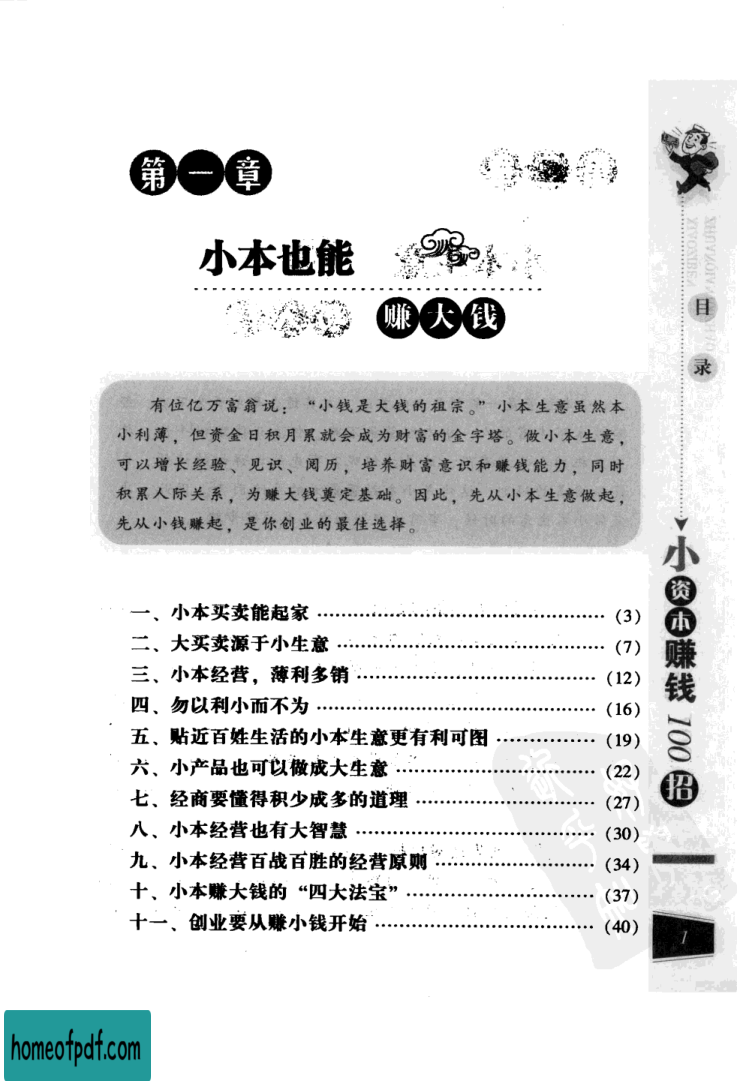 第一章
小本也能
赚大钱
有位亿万富翁说：“小钱是大钱的祖宗。”小本生意虽然本
小利薄，但资金日积月累就会成为财富的金字塔。做小本生意，
可以增长经验、见识、阅历，培养财富意识和赚钱能力，同时
积累人际关系，为赚大钱奠定基础。因此，先从小本生意做起，
先从小钱赚起，是你创业的最佳选择。
一、小本买卖能起家 (3)
二、大买卖源于小生意 (7)
三、小本经营，薄利多销 (12)
四、勿以利小而不为 (16)
五、贴近百姓生活的小本生意更有利可图 (19)
六、小产品也可以做成大生意 (22)
七、经商要懂得积少成多的道理 (27)
八、小本经营也有大智慧 (30)
九、小本经营百战百胜的经营原则 (34)
十、小本赚大钱的“四大法宝” (37)
十一、创业要从赚小钱开始 (40)
目录
小资本赚钱100招
1
homeofpdf.com